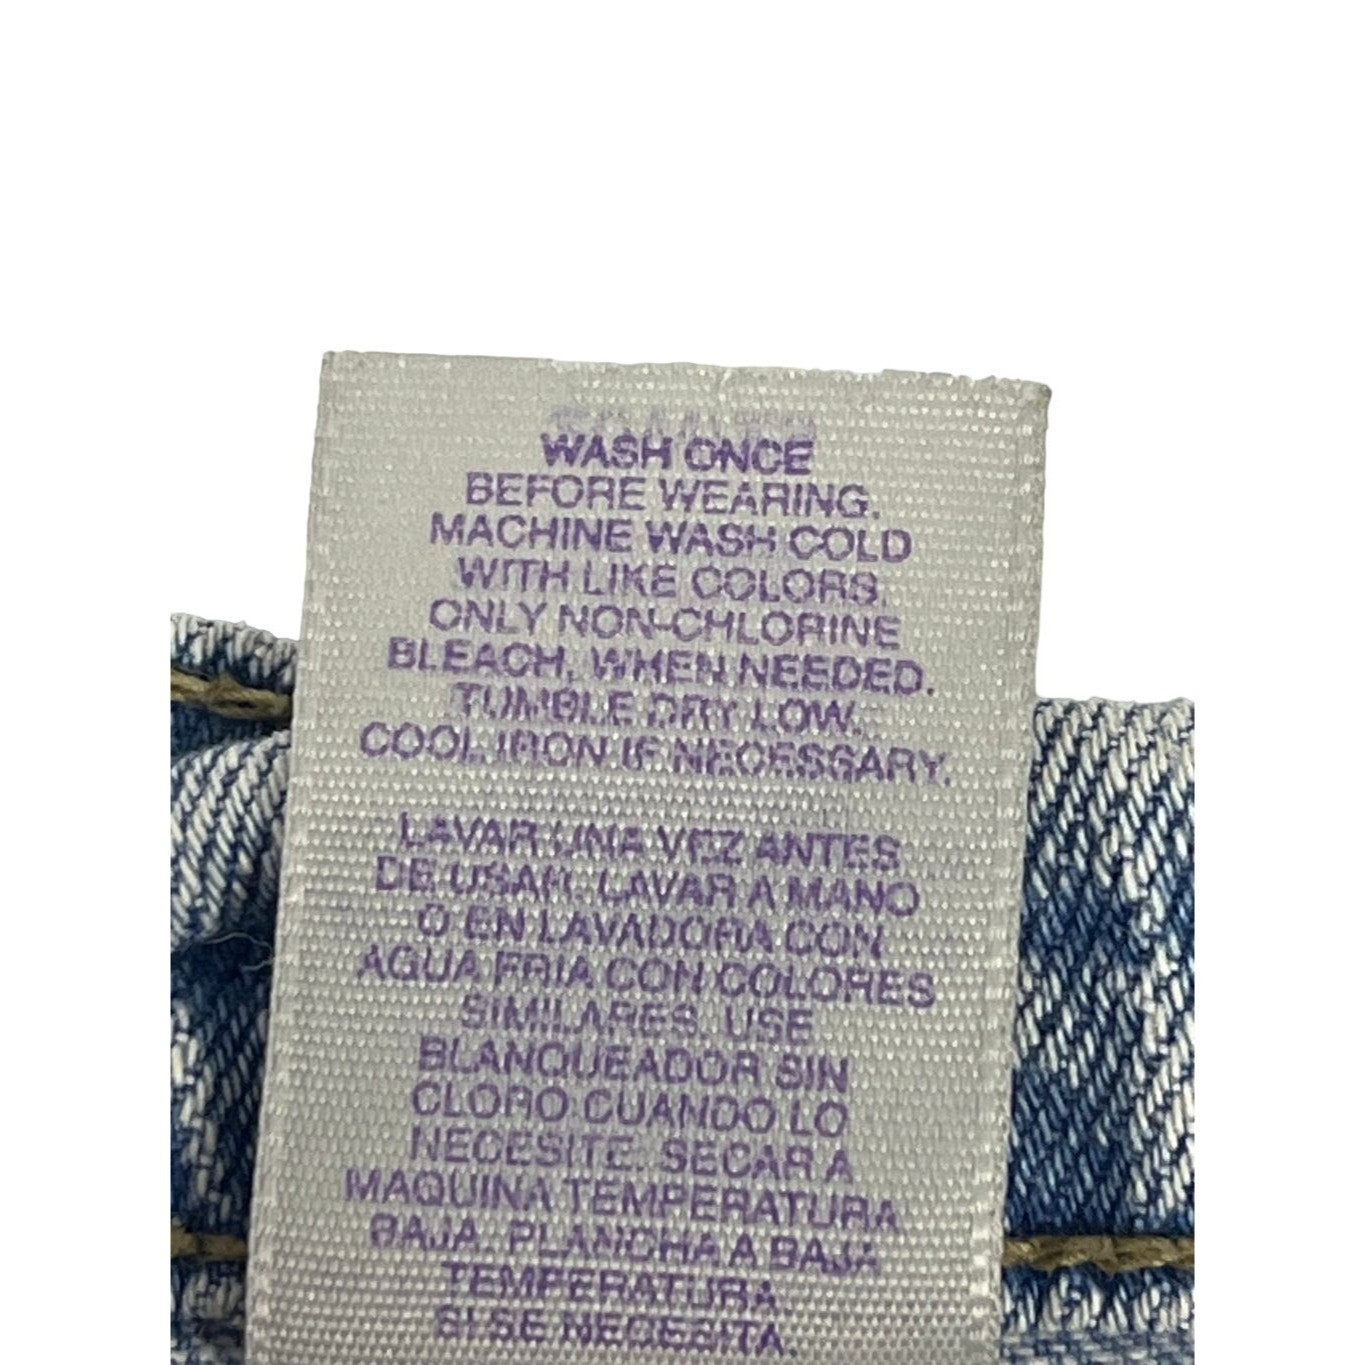 WASH ONCE
BEFORE WEARING.
MACHINE WASH COLD
WITH LIKE COLORS.
ONLY NON-CHLORINE
BLEACH, WHEN NEEDED.
TUMBLE DRY LOW.
COOL IRON IF NECESSARY.
LAVAR UNA VEZ ANTES
DE USAR. LAVAR A MANO
O EN LAVADORA CON
AGUA FRIA CON COLORES
SIMILARES. USE
BLANQUEADOR SIN
CLORO CUANDO LO
NECESITE. SECAR A
MAQUINA TEMPERATURA
BAJA. PLANCHA A BAJA
TEMPERATURA.
SI SE NECESITA.